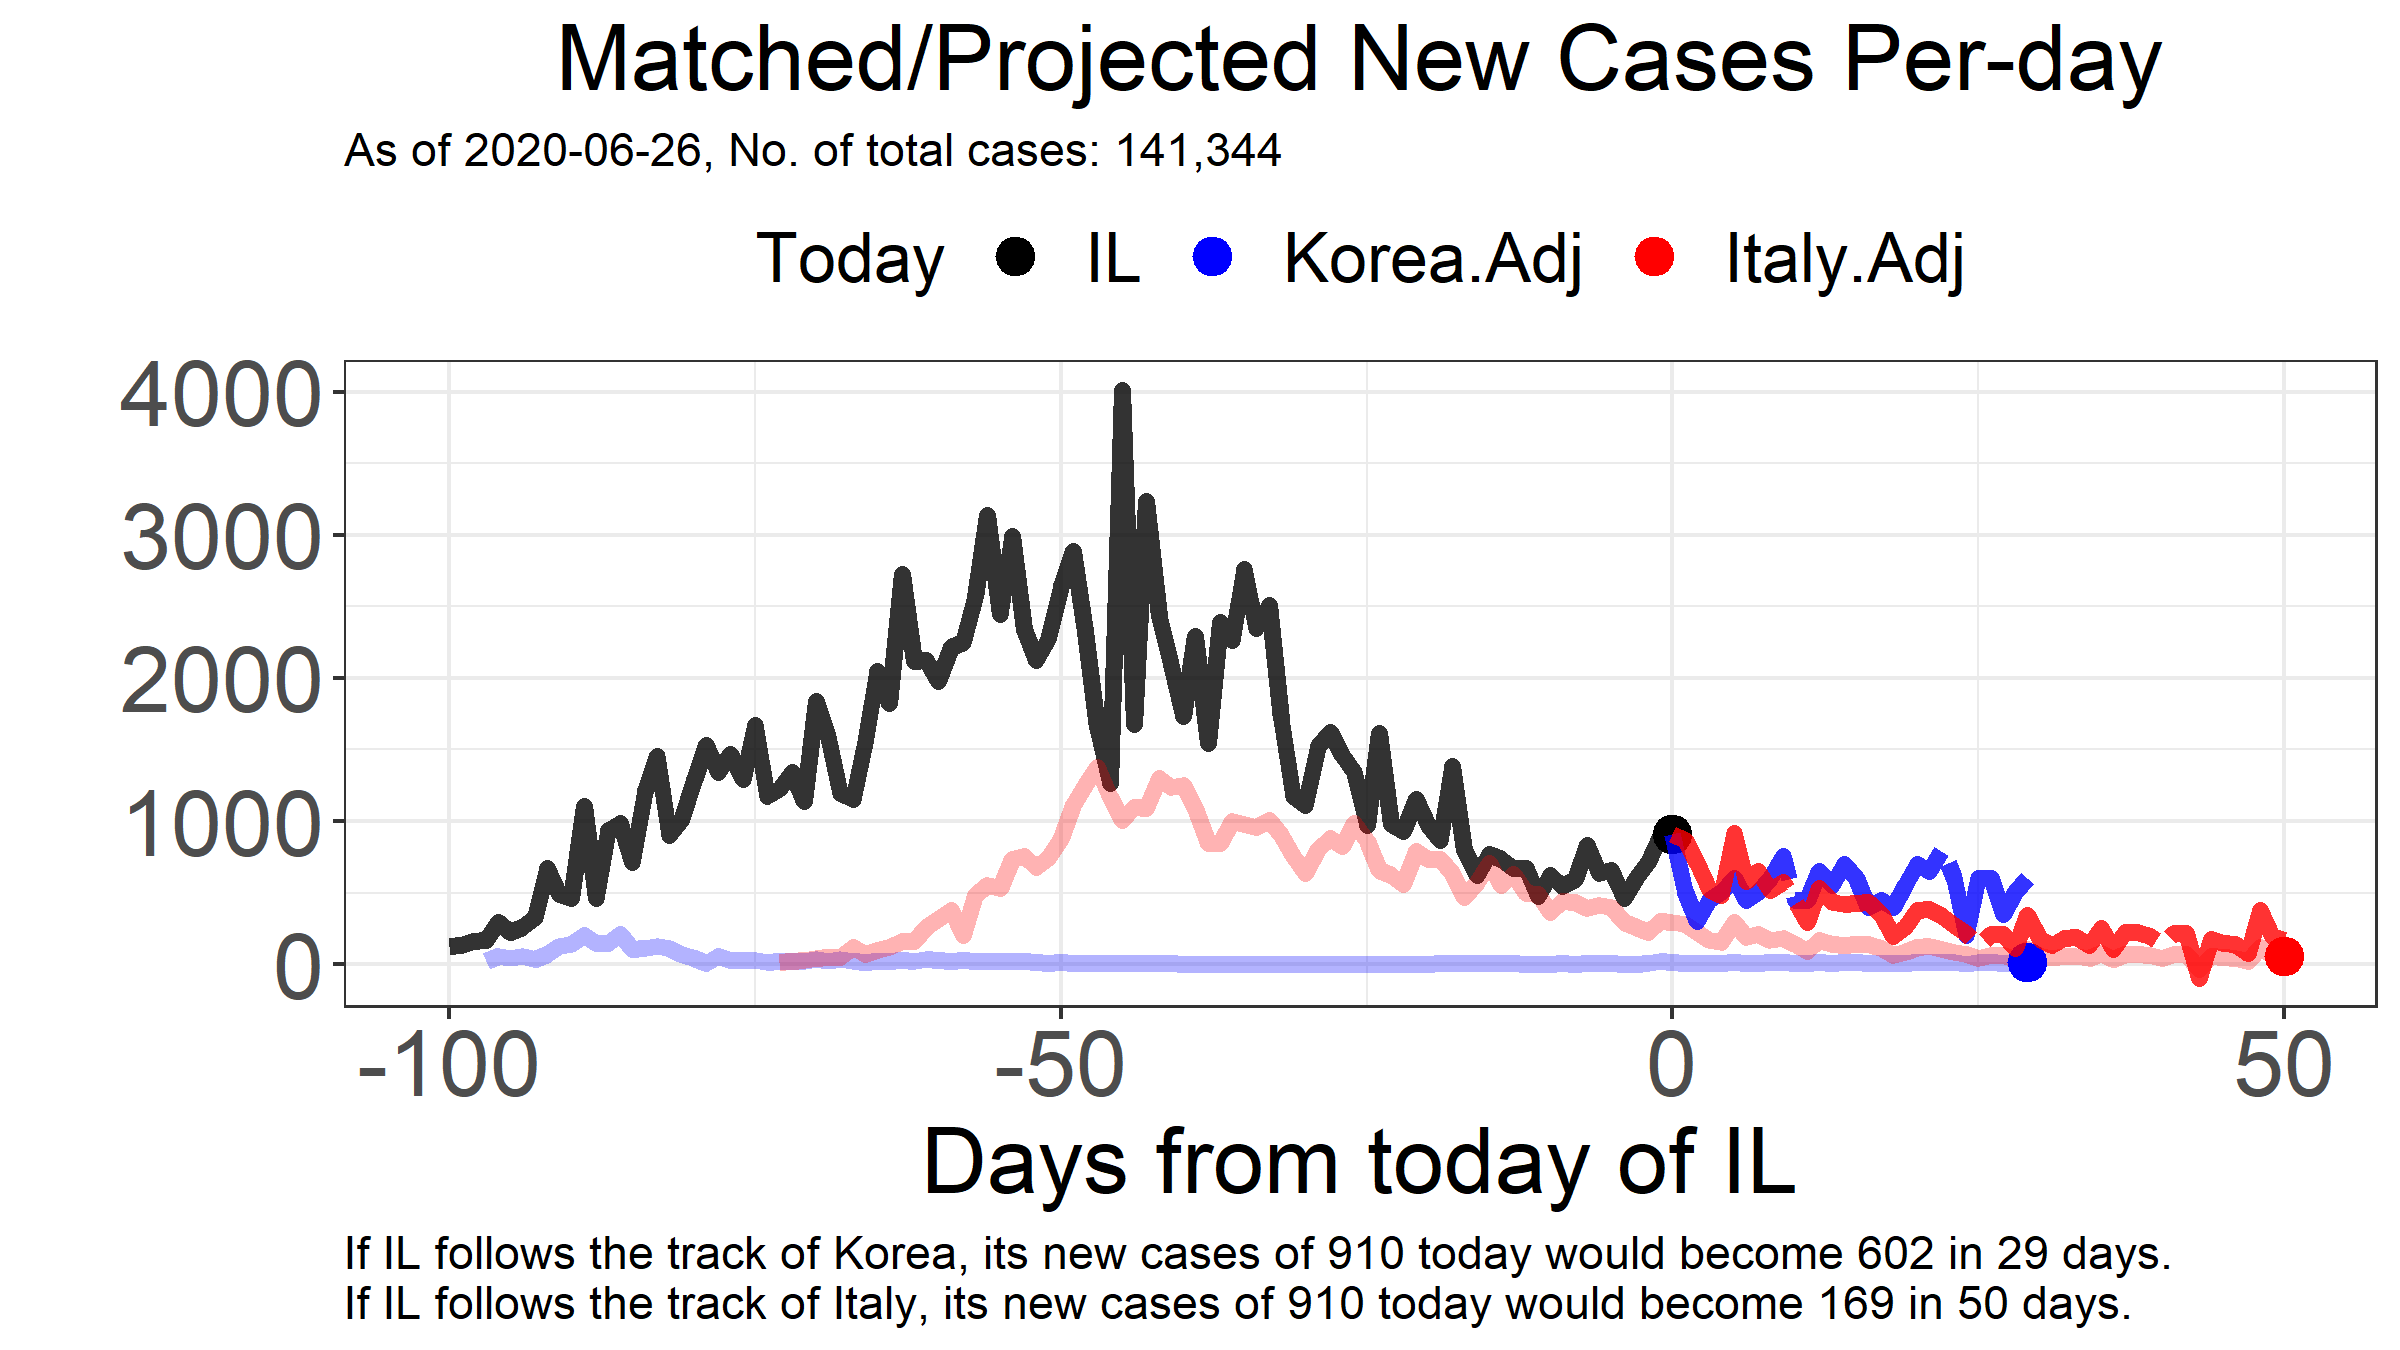 Matched/Projected New Cases Per-day
As of 2020-06-26, No. of total cases: 141,344
Today IL Korea.Adj Italy.Adj
4000
3000
2000
1000
0
-100 -50 0 50
Days from today of IL
If IL follows the track of Korea, its new cases of 910 today would become 602 in 29 days.
If IL follows the track of Italy, its new cases of 910 today would become 169 in 50 days.